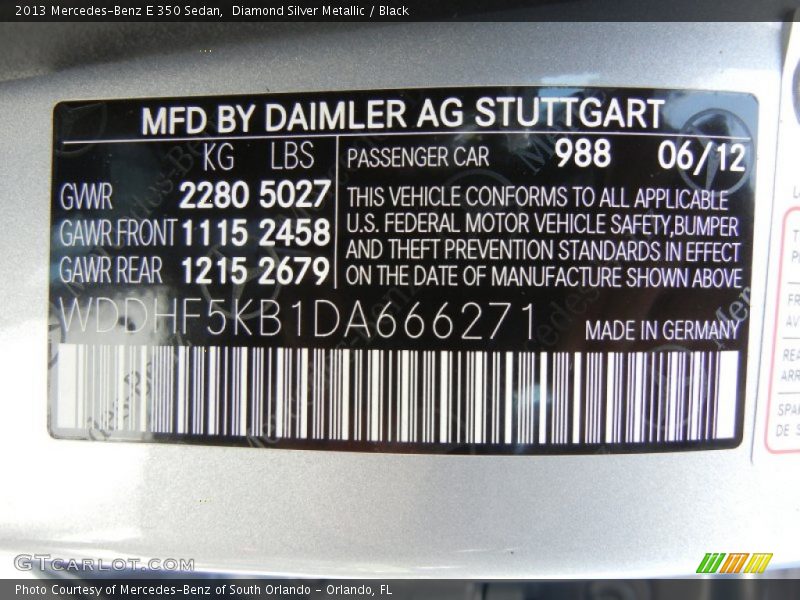 2013 Mercedes-Benz E 350 Sedan,  Diamond Silver Metallic / Black
MFD BY DAIMLER AG STUTTGART
KG LBS
GVWR 2280 5027
GAWR FRONT 1115 2458
GAWR REAR 1215 2679
PASSENGER CAR 988 06/12
THIS VEHICLE CONFORMS TO ALL APPLICABLE
U.S. FEDERAL MOTOR VEHICLE SAFETY,BUMPER
AND THEFT PREVENTION STANDARDS IN EFFECT
ON THE DATE OF MANUFACTURE SHOWN ABOVE
WDDHF5KB1DA666271
MADE IN GERMANY
GTCarlot.com
Photo Courtesy of Mercedes-Benz of South Orlando - Orlando, FL